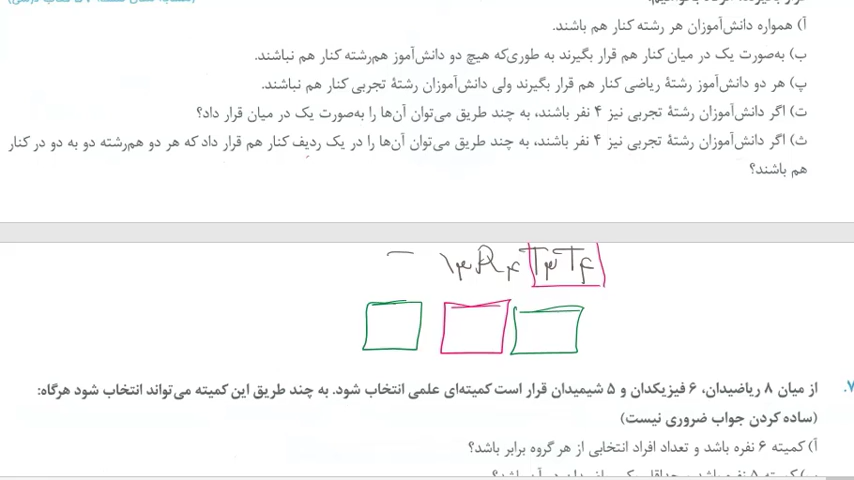 آ) همواره دانش‌آموزان هر رشته کنار هم باشند.
ب) به‌صورت یک در میان کنار هم قرار بگیرند به طوری‌که هیچ دو دانش‌آموز هم‌رشته کنار هم نباشند.
پ) هر دو دانش‌آموز رشتهٔ ریاضی کنار هم قرار بگیرند ولی دانش‌آموزان رشتهٔ تجربی کنار هم نباشند.
ت) اگر دانش‌آموزان رشتهٔ تجربی نیز ۴ نفر باشند، به چند طریق می‌توان آن‌ها را به‌صورت یک در میان قرار داد؟
ث) اگر دانش‌آموزان رشتهٔ تجربی نیز ۴ نفر باشند، به چند طریق می‌توان آن‌ها را در یک ردیف کنار هم قرار داد که هر دو هم‌رشته دو به دو در کنار
هم باشند؟
R۴ T۳ T۴
۷. از میان ۸ ریاضیدان، ۶ فیزیکدان و ۵ شیمیدان قرار است کمیته‌ای علمی انتخاب شود. به چند طریق این کمیته می‌تواند انتخاب شود هرگاه:
(ساده کردن جواب ضروری نیست)
آ) کمیته ۶ نفره باشد و تعداد افراد انتخابی از هر گروه برابر باشد؟